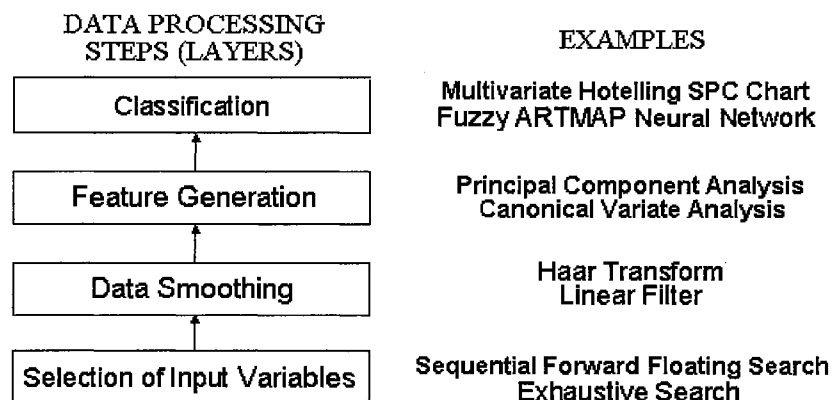 DATA PROCESSING
STEPS (LAYERS)
EXAMPLES
Classification
Multivariate Hotelling SPC Chart
Fuzzy ARTMAP Neural Network
Feature Generation
Principal Component Analysis
Canonical Variate Analysis
Data Smoothing
Haar Transform
Linear Filter
Selection of Input Variables
Sequential Forward Floating Search
Exhaustive Search